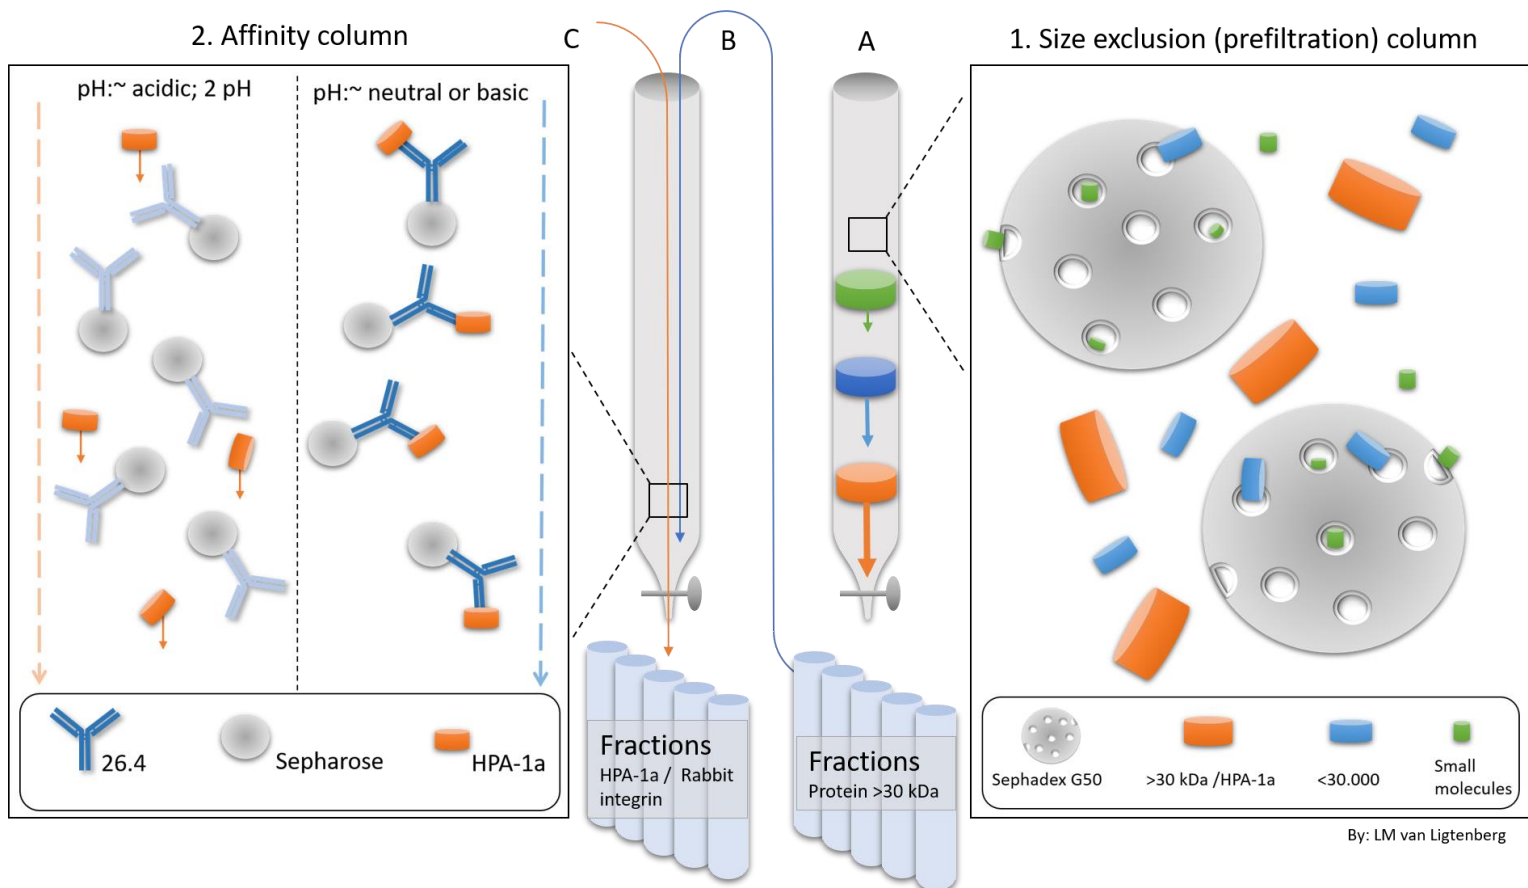 2. Affinity column
C
B
A
1. Size exclusion (prefiltration) column
pH:~ acidic; 2 pH
pH:~ neutral or basic
26.4
Sepharose
HPA-1a
Fractions
HPA-1a / Rabbit
integrin
Fractions
Protein >30 kDa
Sephadex G50
>30 kDa /HPA-1a
<30.000
Small
molecules
By: LM van Ligtenberg